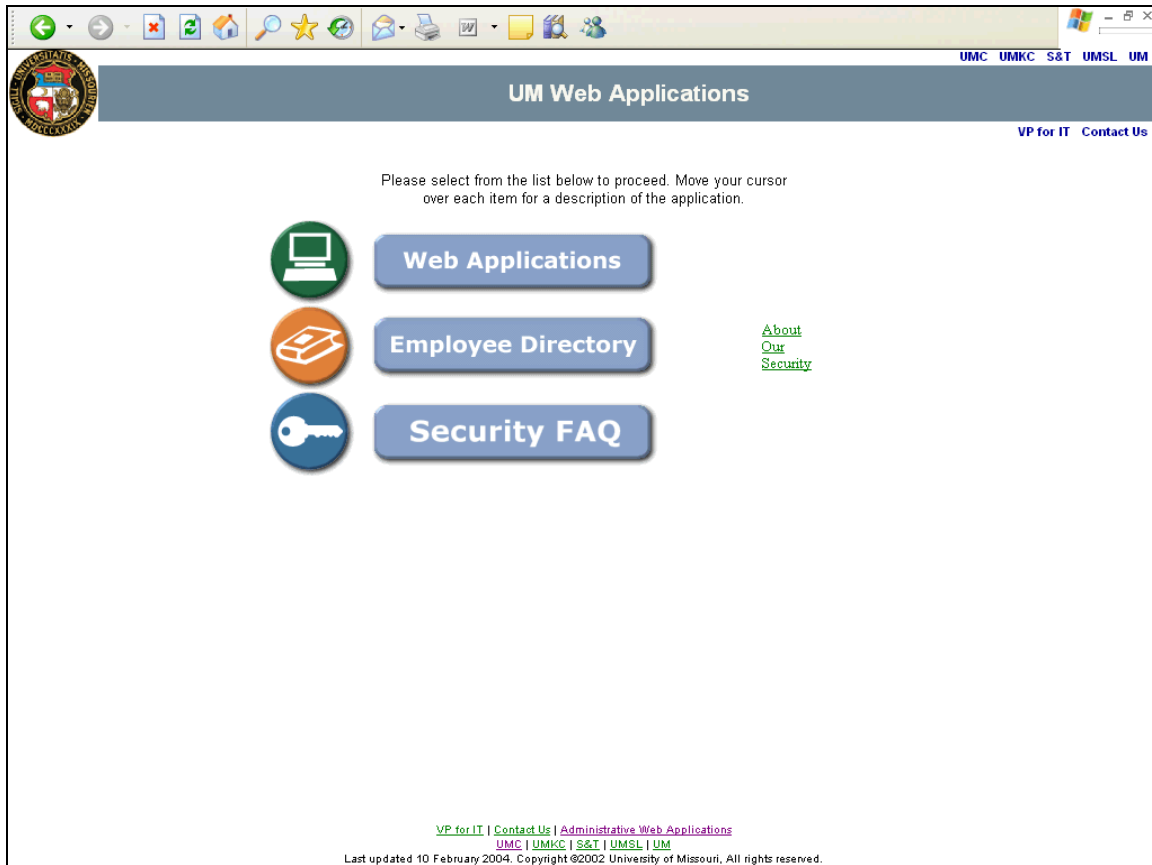 UMC UMKC S&T UMSL UM
UM Web Applications
VP for IT Contact Us
Please select from the list below to proceed. Move your cursor
over each item for a description of the application.
Web Applications
Employee Directory
About
Our
Security
Security FAQ
VP for IT | Contact Us | Administrative Web Applications
UMC | UMKC | S&T | UMSL | UM
Last updated 10 February 2004. Copyright ©2002 University of Missouri, All rights reserved.